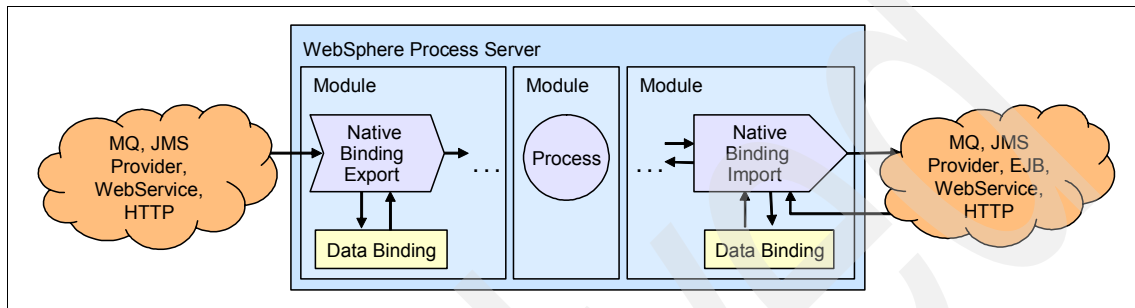 WebSphere Process Server
Module
Module
Module
MQ, JMS
Provider,
WebService,
HTTP
Native
Binding
Export
...
Process
...
Native
Binding
Import
MQ, JMS
Provider, EJB,
WebService,
HTTP
Data Binding
Data Binding